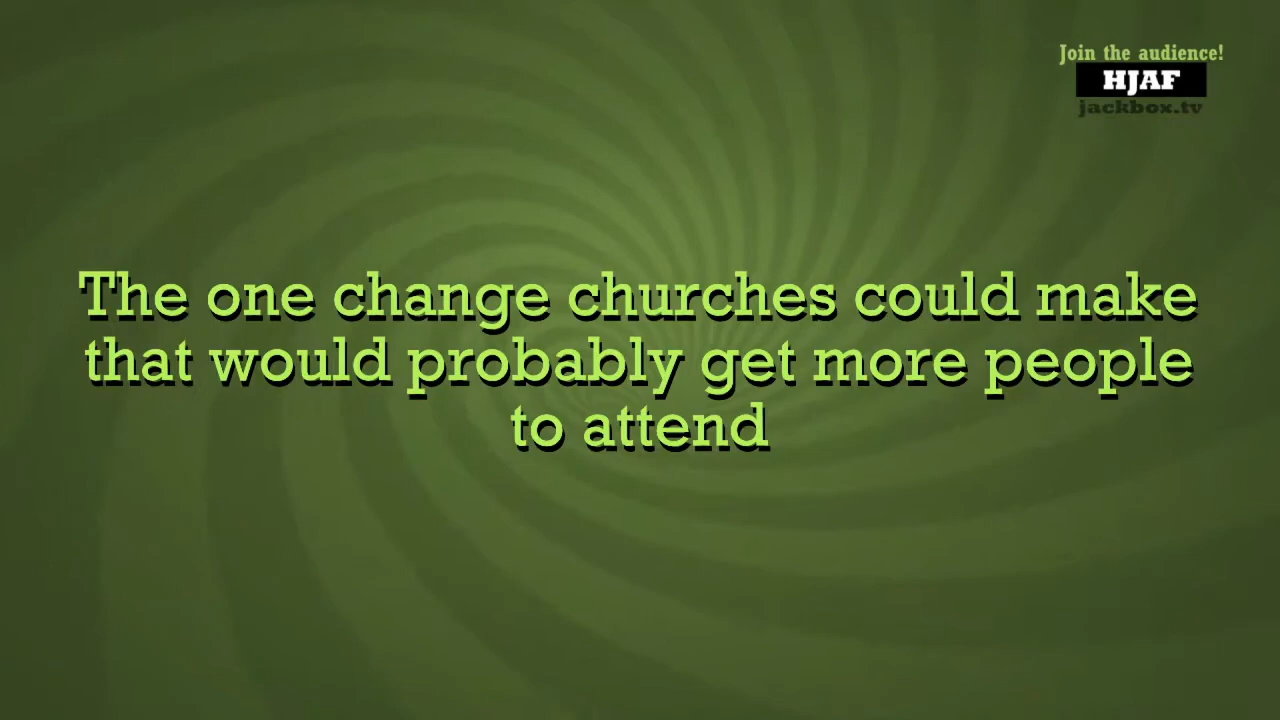 Join the audience!
HJAF
jackbox.tv
The one change churches could make
that would probably get more people
to attend